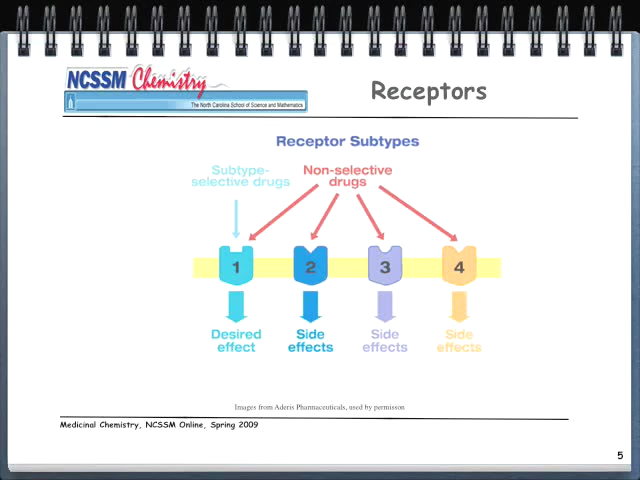 NCSSM Chemistry
The North Carolina School of Science and Mathematics
Receptors
Receptor Subtypes
Subtype-
selective drugs
Non-selective
drugs
1 2 3 4
Desired
effect
Side
effects
Side
effects
Side
effects
Images from Aderis Pharmaceuticals, used by permisson
Medicinal Chemistry, NCSSM Online, Spring 2009
5